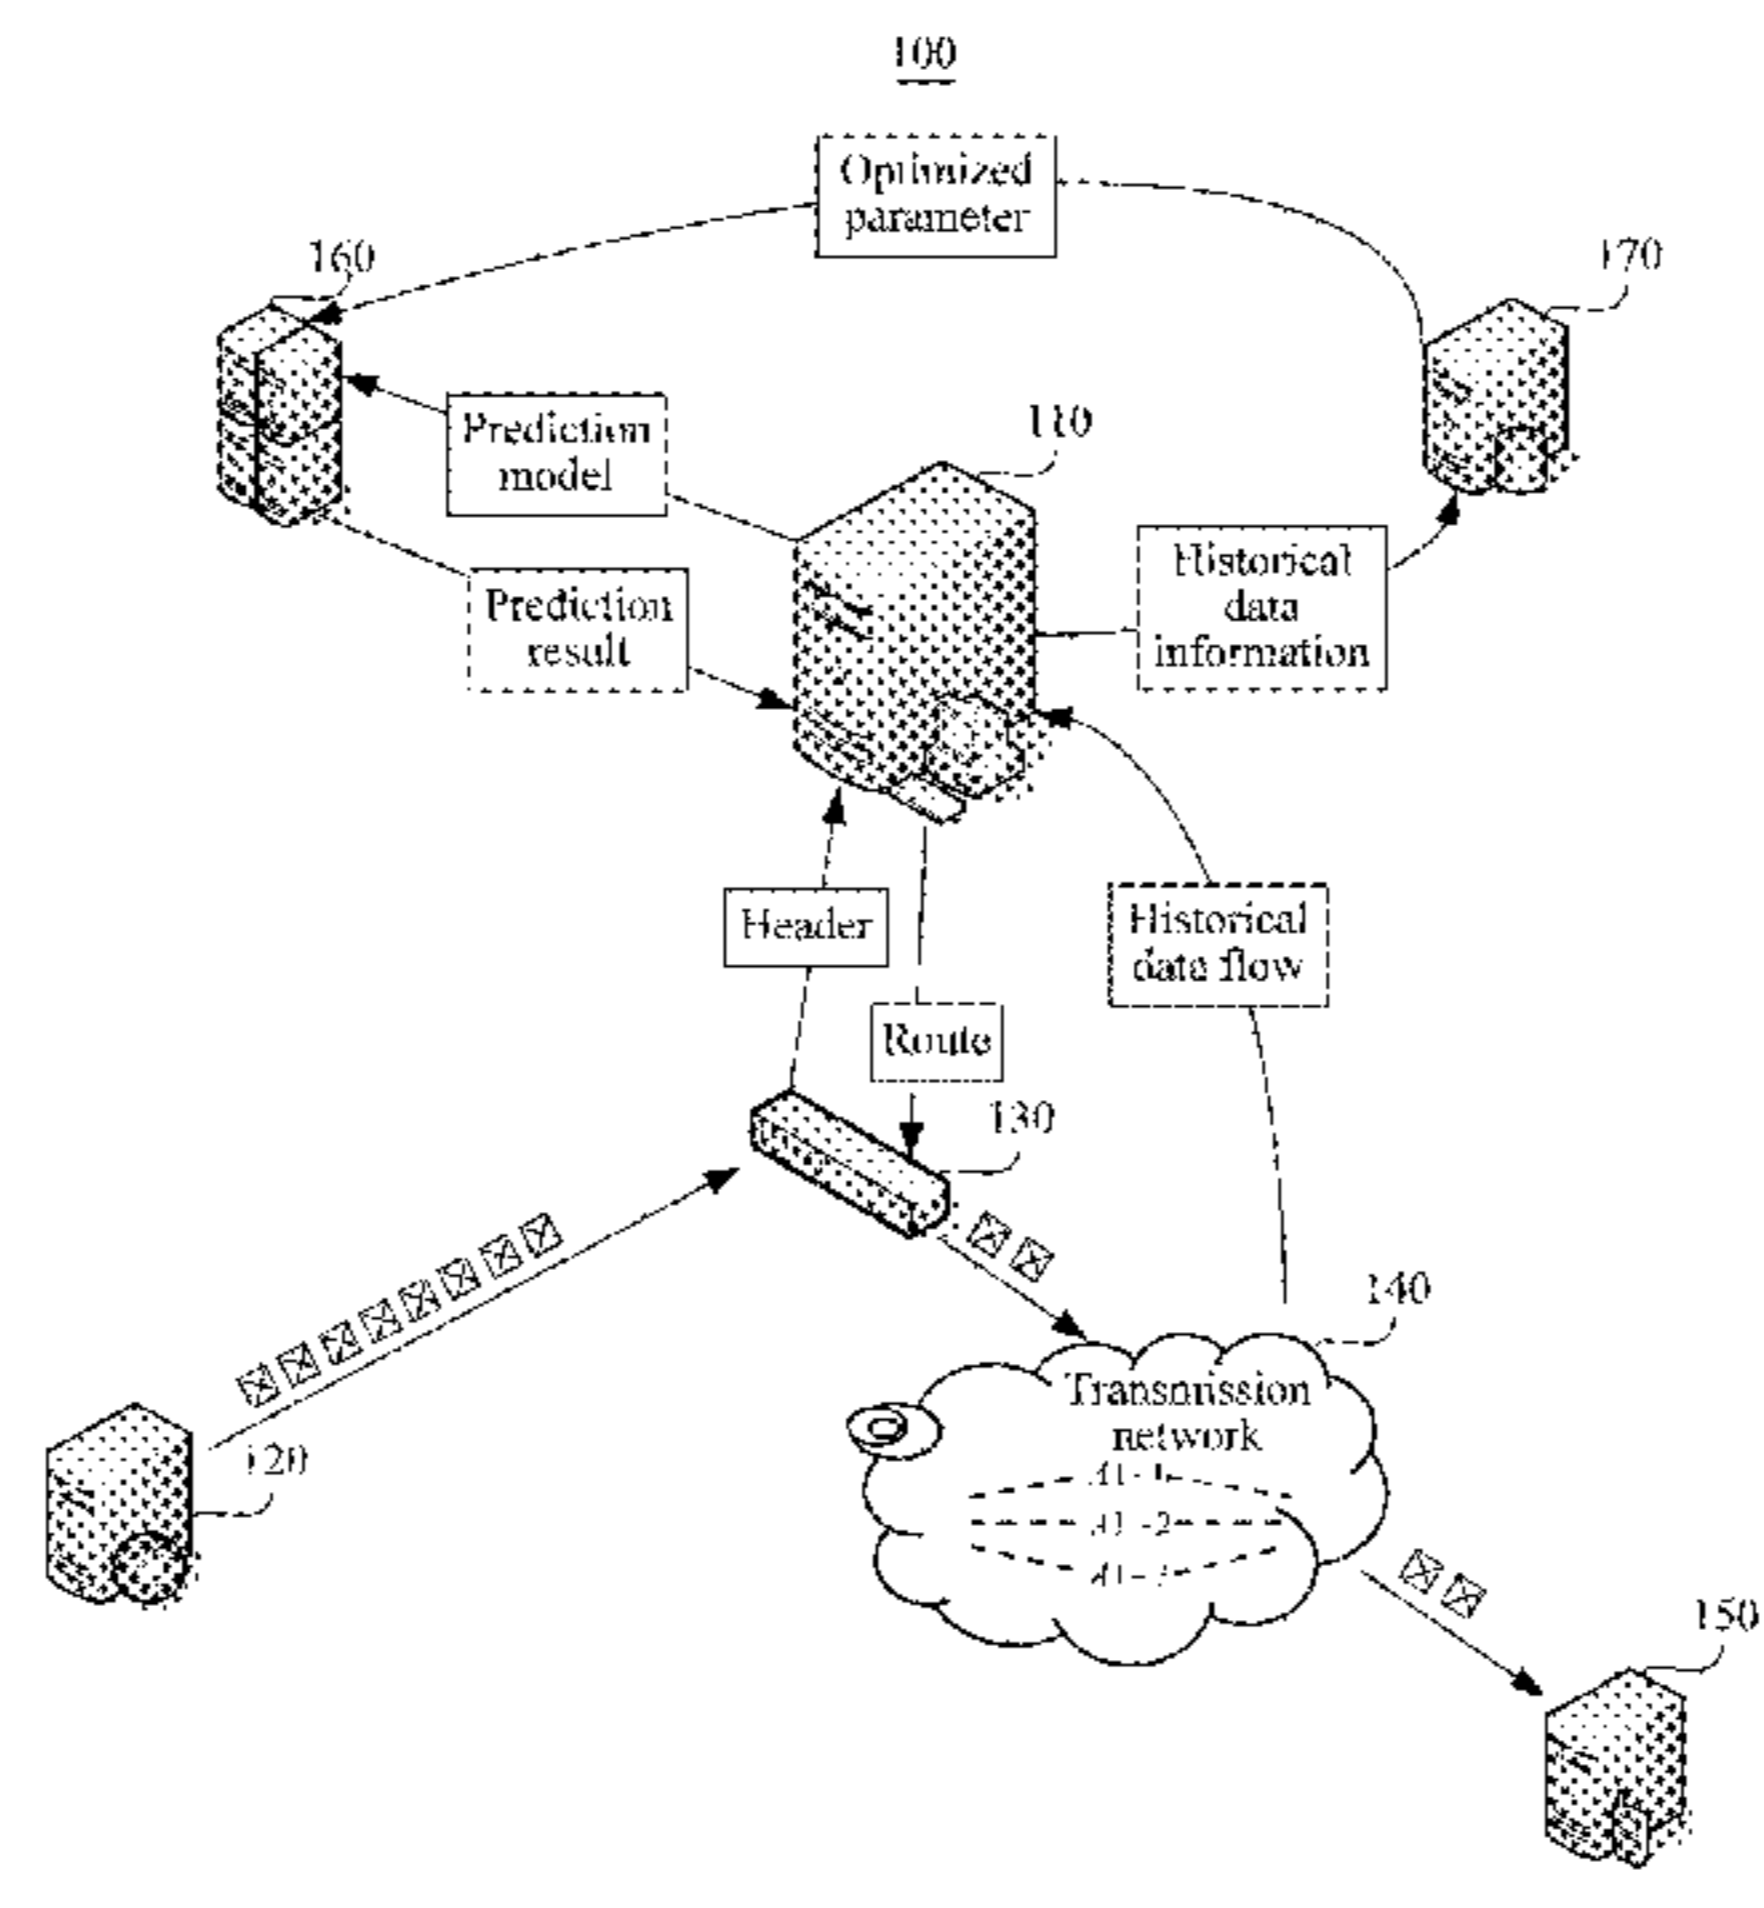 100
Optimized
parameter
160
170
Prediction
model
110
Historical
data
information
Prediction
result
Header
Historical
data flow
Route
130
140
Transmission
network
120
150